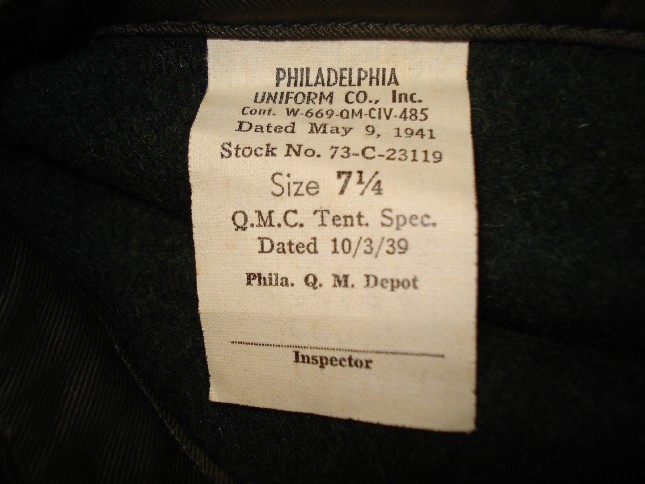 PHILADELPHIA
UNIFORM CO., Inc.
Cont. W-669-QM-CIV-485
Dated May 9, 1941
Stock No. 73-C-23119
Size 7¼
Q.M.C. Tent. Spec.
Dated 10/3/39
Phila. Q. M. Depot
Inspector